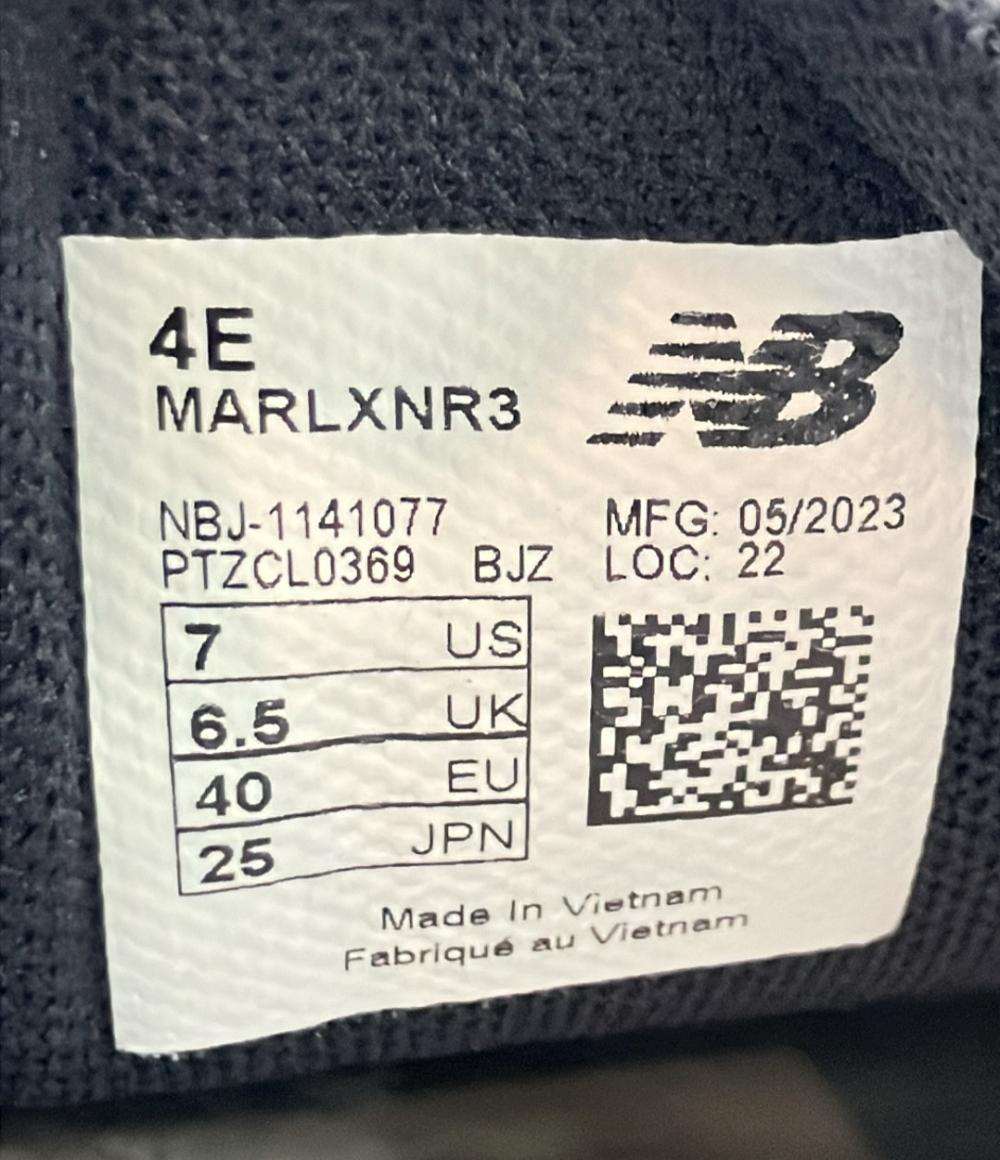 4E
MARLXNR3
NB
NBJ-1141077
PTZCL0369 BJZ
MFG: 05/2023
LOC: 22
7 US
6.5 UK
40 EU
25 JPN
Made In Vietnam
Fabriqué au Vietnam